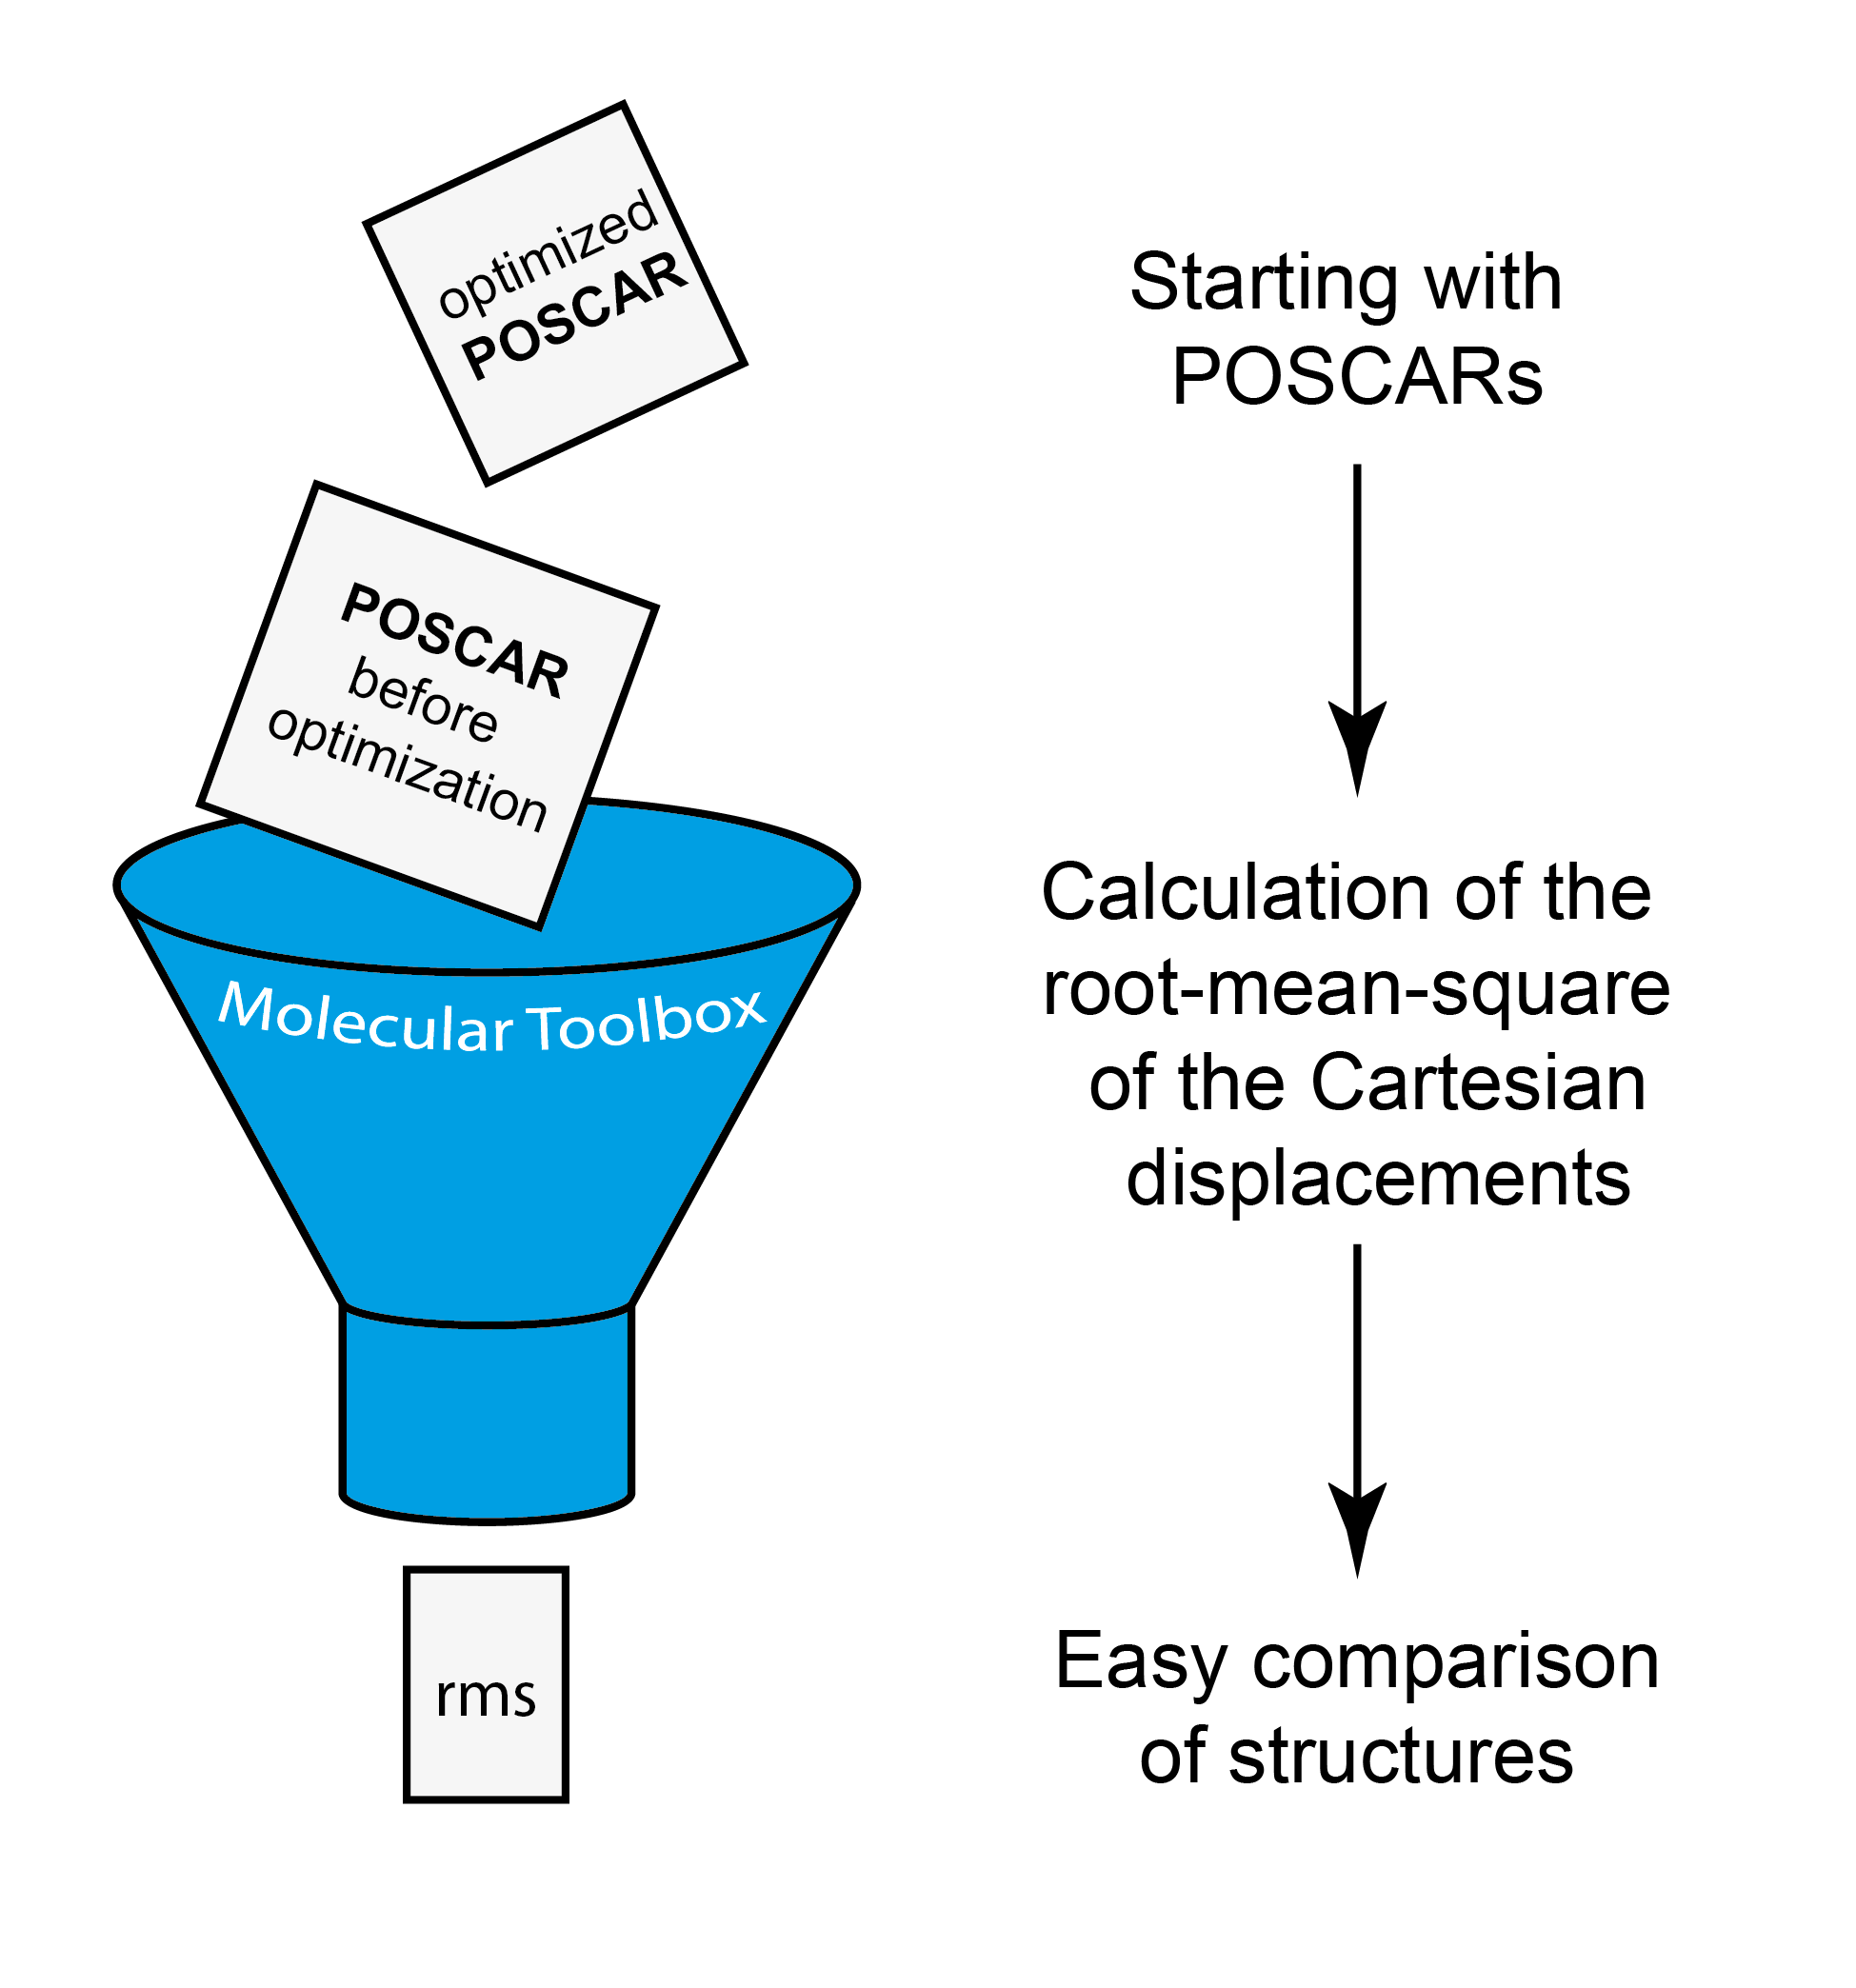 optimized
POSCAR
POSCAR
before
optimization
Molecular Toolbox
rms
Starting with
POSCARs
Calculation of the
root-mean-square
of the Cartesian
displacements
Easy comparison
of structures